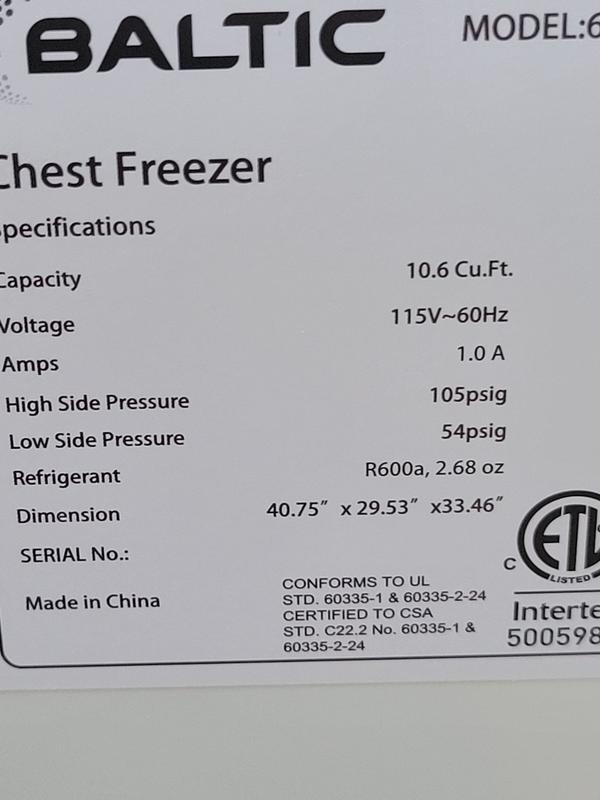 BALTIC MODEL:6
Chest Freezer
Specifications
Capacity 10.6 Cu.Ft.
Voltage 115V~60Hz
Amps 1.0 A
High Side Pressure 105psig
Low Side Pressure 54psig
Refrigerant R600a, 2.68 oz
Dimension 40.75” x 29.53” x33.46”
SERIAL No.:
Made in China
CONFORMS TO UL
STD. 60335-1 & 60335-2-24
CERTIFIED TO CSA
STD. C22.2 No. 60335-1 &
60335-2-24
C ETL
LISTED
Interte
500598